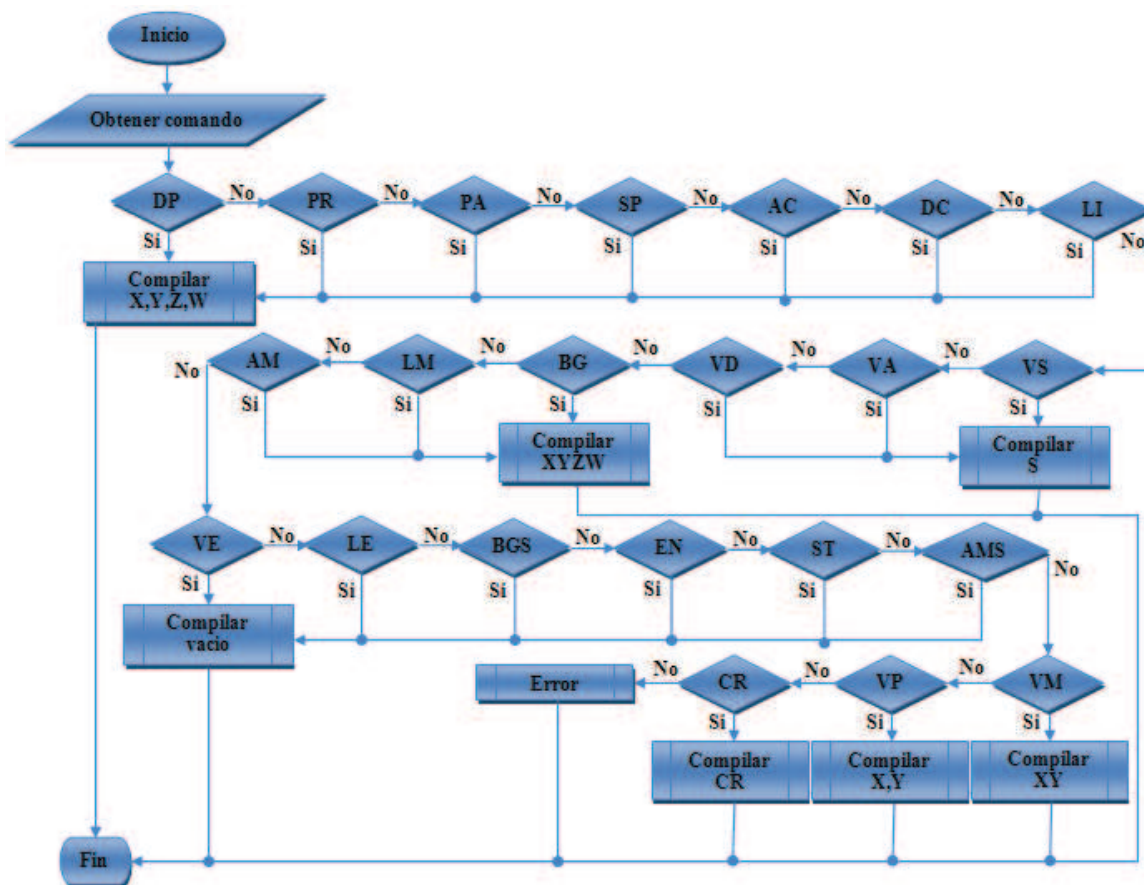 Inicio
Obtener comando
DP No PR No PA No SP No AC No DC No LI
Si Si Si Si Si Si Si No
Compilar
X,Y,Z,W
No AM No LM No BG No VD No VA No VS
Si Si Si Si Si Si
Compilar
XYZW
Compilar
S
VE No LE No BGS No EN No ST No AMS No
Si Si Si Si Si Si
Compilar
vacio
Error No CR No VP No VM
Si Si Si
Compilar
CR
Compilar
X,Y
Compilar
XY
Fin